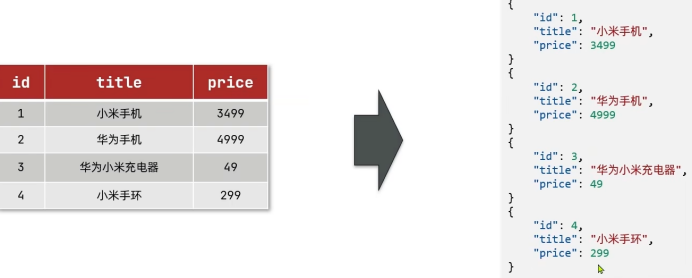 id title price
1 小米手机 3499
2 华为手机 4999
3 华为小米充电器 49
4 小米手环 299
{
"id": 1,
"title": "小米手机",
"price": 3499
}
{
"id": 2,
"title": "华为手机",
"price": 4999
}
{
"id": 3,
"title": "华为小米充电器",
"price": 49
}
{
"id": 4,
"title": "小米手环",
"price": 299
}